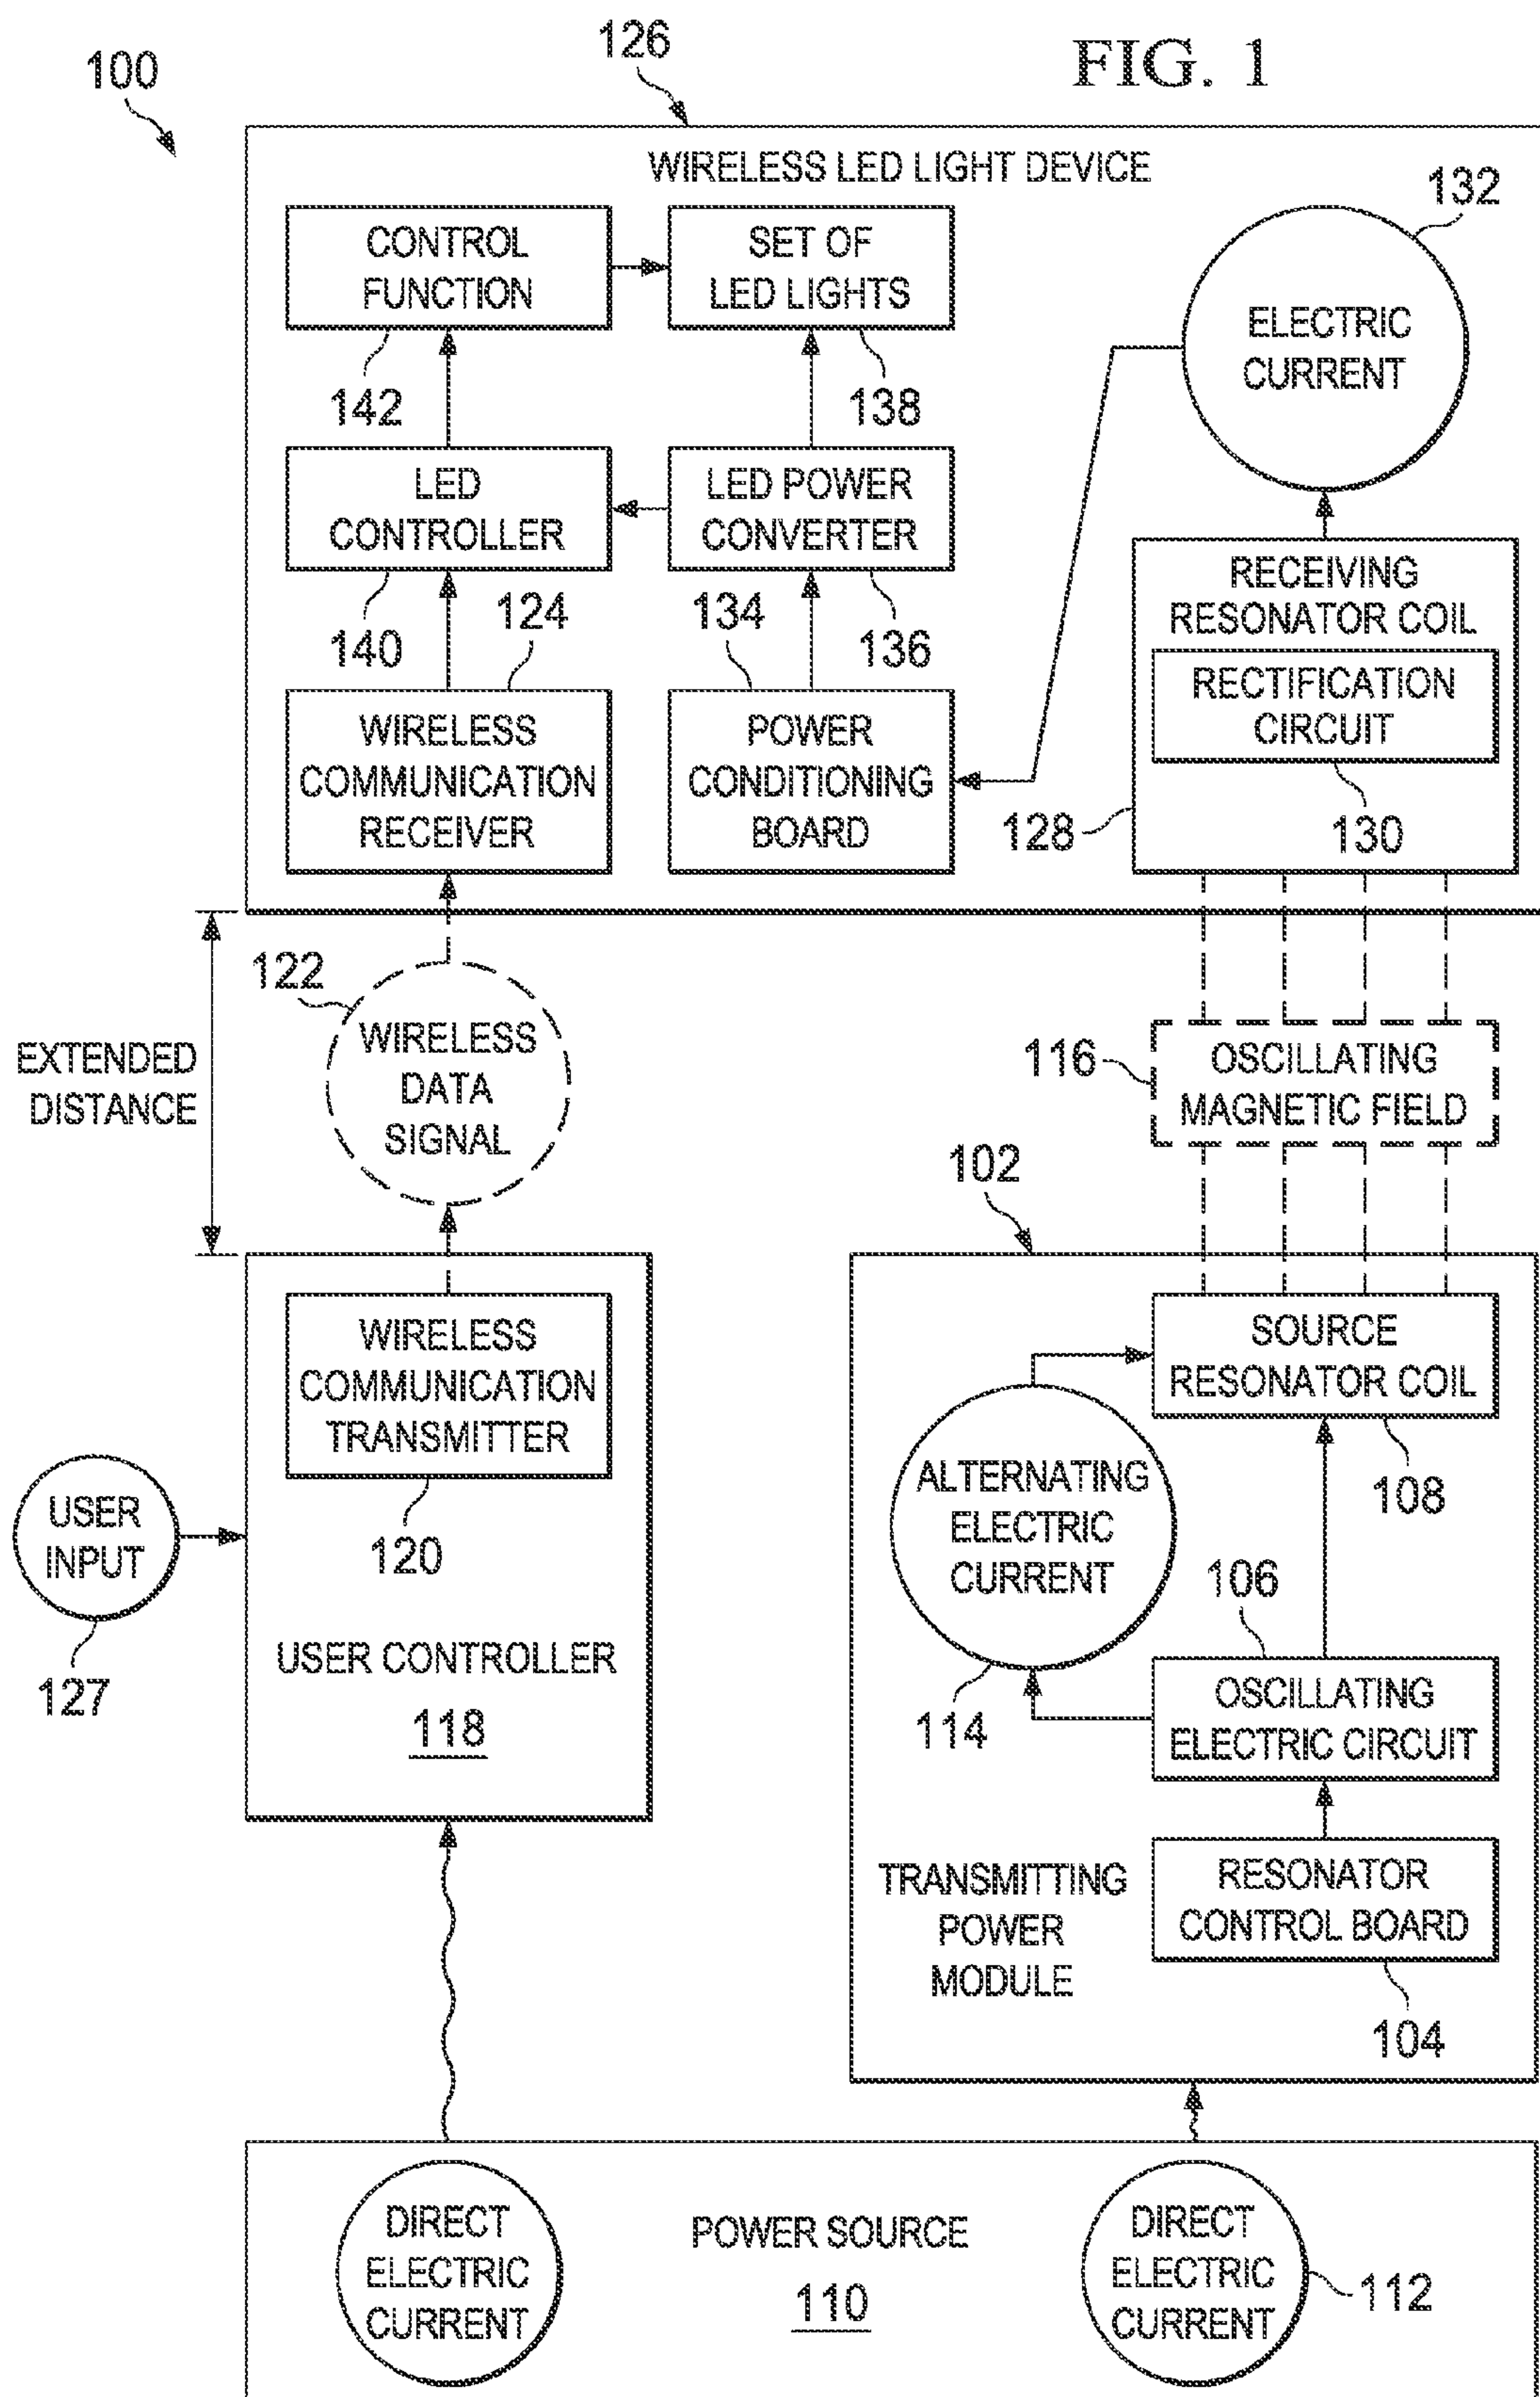 FIG. 1
100
126
WIRELESS LED LIGHT DEVICE
132
CONTROL
FUNCTION
142
SET OF
LED LIGHTS
138
ELECTRIC
CURRENT
LED
CONTROLLER
140
LED POWER
CONVERTER
136
124
134
WIRELESS
COMMUNICATION
RECEIVER
POWER
CONDITIONING
BOARD
RECEIVING
RESONATOR COIL
RECTIFICATION
CIRCUIT
128
130
EXTENDED
DISTANCE
122
WIRELESS
DATA
SIGNAL
116
OSCILLATING
MAGNETIC FIELD
102
WIRELESS
COMMUNICATION
TRANSMITTER
120
USER
INPUT
127
USER CONTROLLER
118
SOURCE
RESONATOR COIL
108
ALTERNATING
ELECTRIC
CURRENT
114
106
OSCILLATING
ELECTRIC CIRCUIT
TRANSMITTING
POWER
MODULE
RESONATOR
CONTROL BOARD
104
DIRECT
ELECTRIC
CURRENT
POWER SOURCE
110
DIRECT
ELECTRIC
CURRENT
112